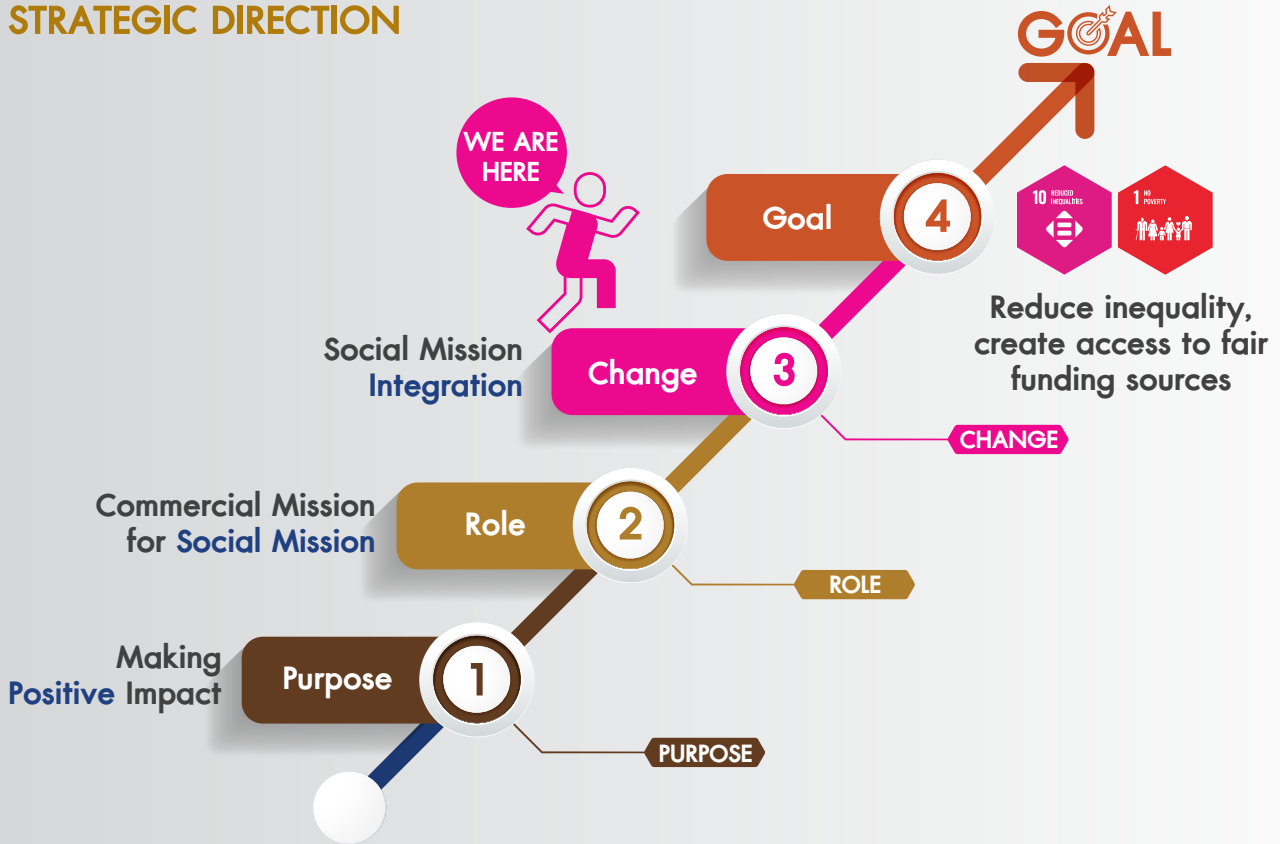 STRATEGIC DIRECTION
GOAL
WE ARE
HERE
Goal
4
10 REDUCED
INEQUALITIES
1 NO
POVERTY
Reduce inequality,
create access to fair
funding sources
Social Mission
Integration
Change
3
CHANGE
Commercial Mission
for Social Mission
Role
2
ROLE
Making
Positive Impact
Purpose
1
PURPOSE